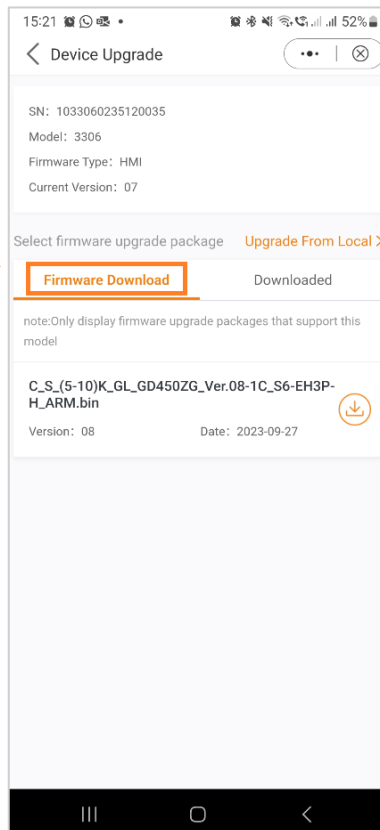 15:21 52%
Device Upgrade
SN: 1033060235120035
Model: 3306
Firmware Type: HMI
Current Version: 07
Select firmware upgrade package Upgrade From Local
Firmware Download Downloaded
note:Only display firmware upgrade packages that support this
model
C_S_(5-10)K_GL_GD450ZG_Ver.08-1C_S6-EH3P-
H_ARM.bin
Version: 08 Date: 2023-09-27